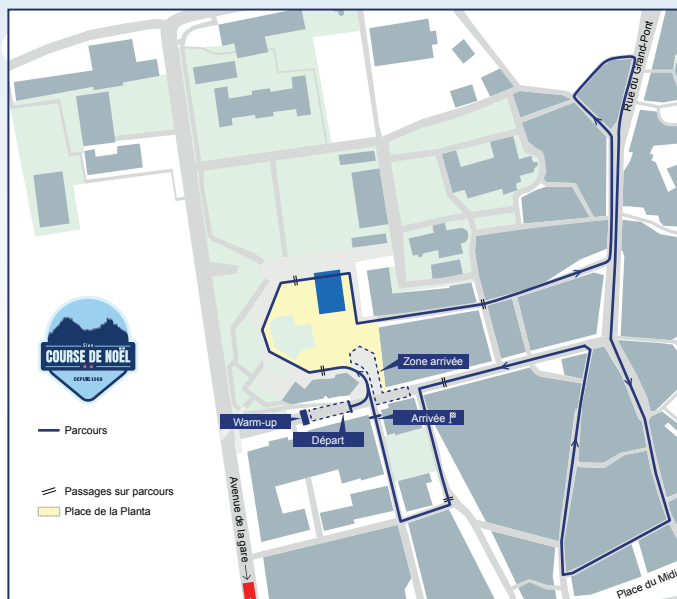 Rue du Grand-Pont
Sion
COURSE DE NOËL
DEPUIS 1968
Zone arrivée
Warm-up
Arrivée
Départ
Parcours
Passages sur parcours
Place de la Planta
Avenue de la gare
Place du Midi